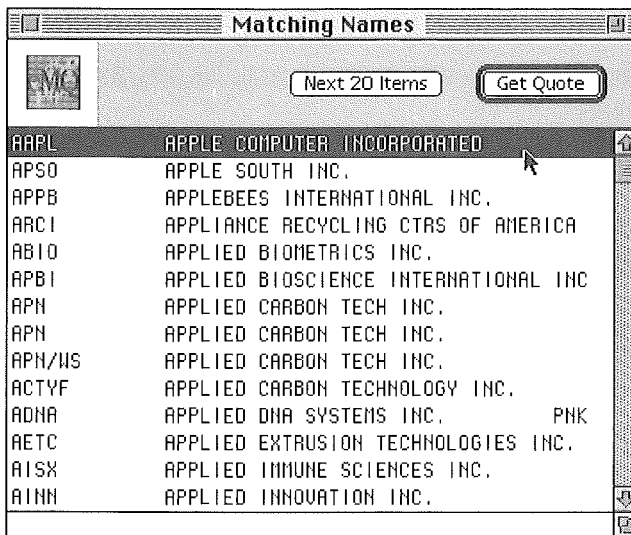 Matching Names
MQ
Next 20 Items
Get Quote
AAPL APPLE COMPUTER INCORPORATED
APSO APPLE SOUTH INC.
APPB APPLEBEES INTERNATIONAL INC.
ARCI APPLIANCE RECYCLING CTRS OF AMERICA
ABIO APPLIED BIOMETRICS INC.
APBI APPLIED BIOSCIENCE INTERNATIONAL INC
APN APPLIED CARBON TECH INC.
APN APPLIED CARBON TECH INC.
APN/WS APPLIED CARBON TECH INC.
ACTYF APPLIED CARBON TECHNOLOGY INC.
ADNA APPLIED DNA SYSTEMS INC. PNK
AETC APPLIED EXTRUSION TECHNOLOGIES INC.
AISX APPLIED IMMUNE SCIENCES INC.
AINN APPLIED INNOVATION INC.